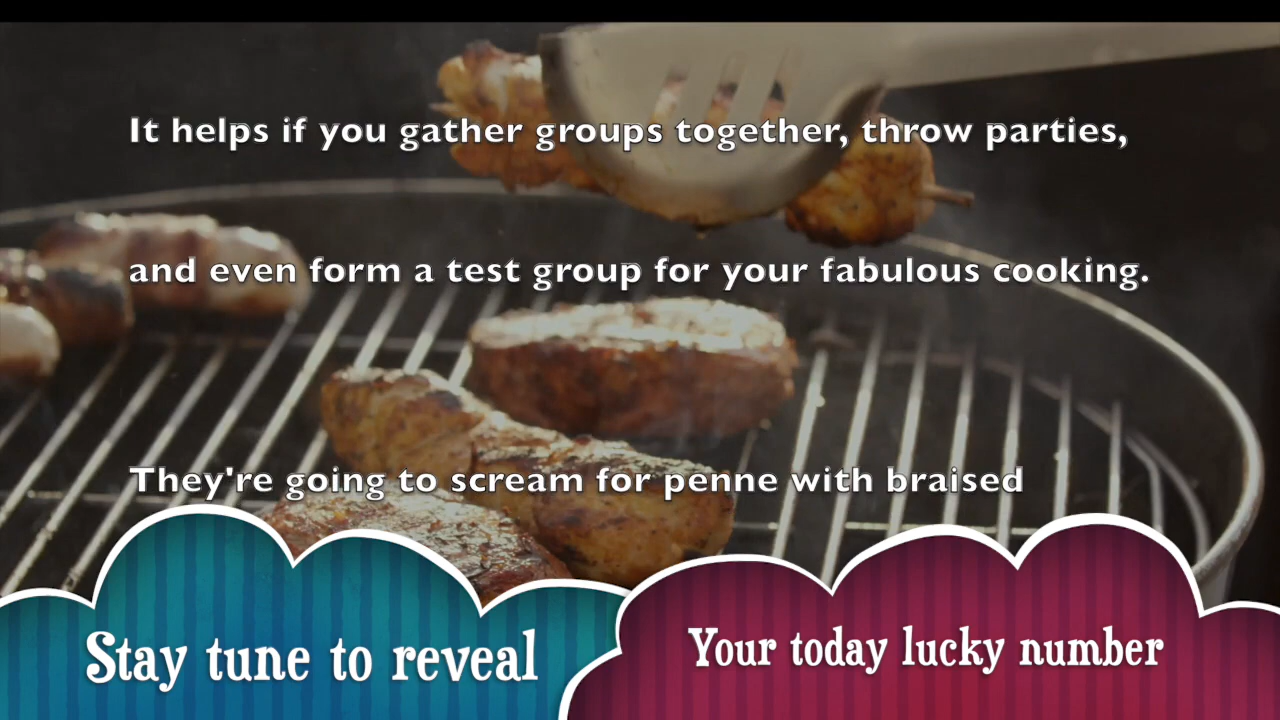 It helps if you gather groups together, throw parties,
and even form a test group for your fabulous cooking.
They're going to scream for penne with braised
Stay tune to reveal
Your today lucky number